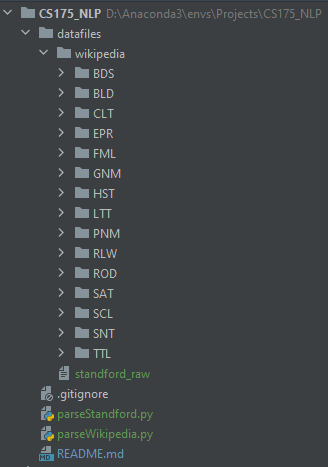 CS175_NLP D:\Anaconda3\envs\Projects\CS175_NLP
datafiles
wikipedia
BDS
BLD
CLT
EPR
FML
GNM
HST
LTT
PNM
RLW
ROD
SAT
SCL
SNT
TTL
standford_raw
.gitignore
parseStandford.py
parseWikipedia.py
MD README.md